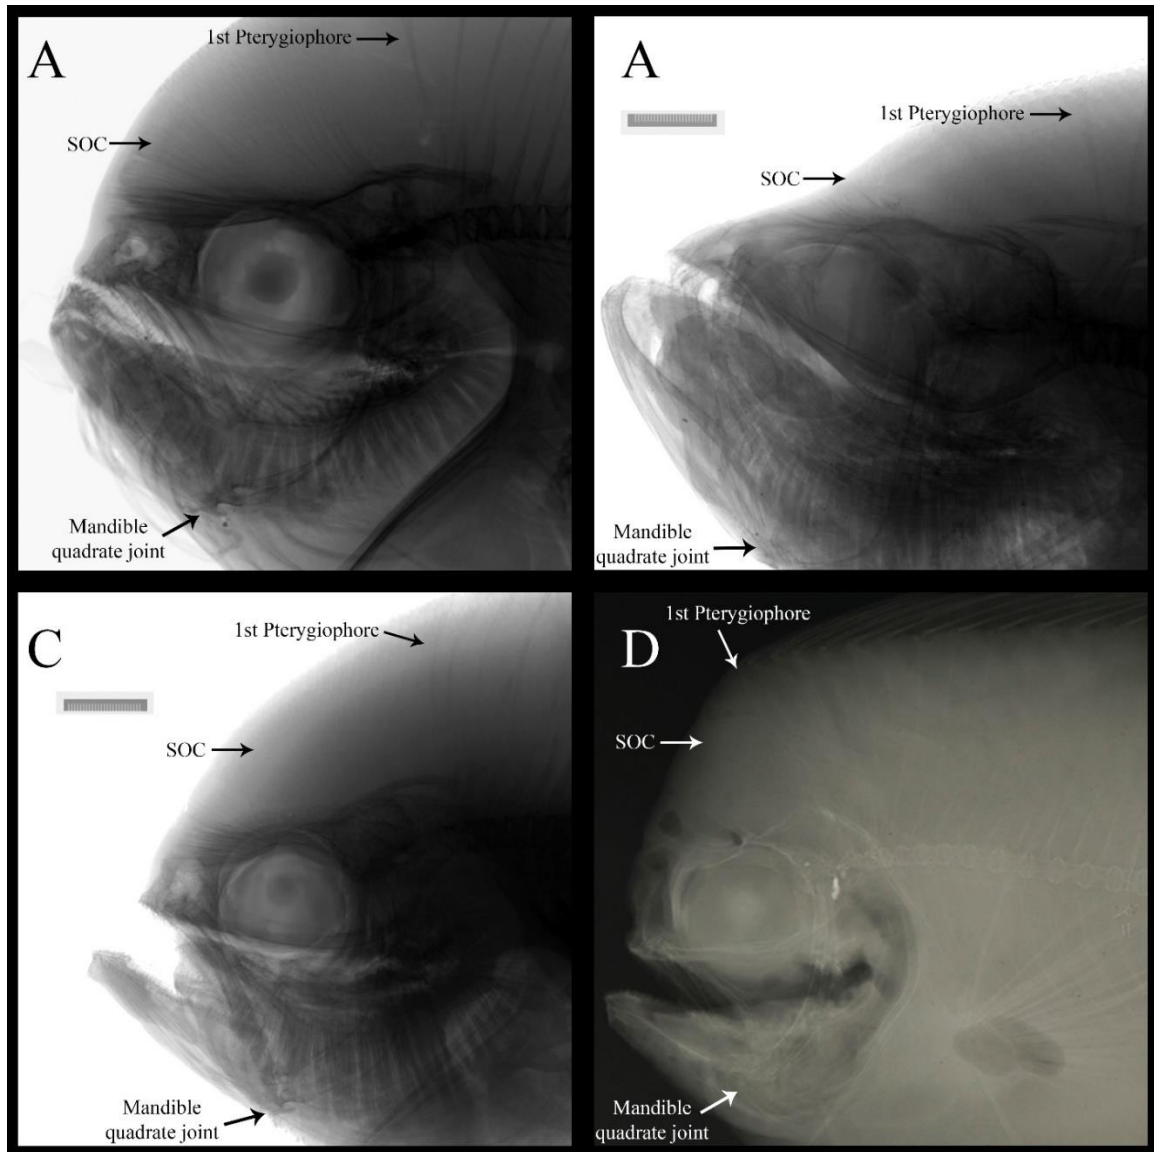 A
1st Pterygiophore
SOC
Mandible
quadrate joint
A
1st Pterygiophore
SOC
Mandible
quadrate joint
C
1st Pterygiophore
SOC
Mandible
quadrate joint
D
1st Pterygiophore
SOC
Mandible
quadrate joint